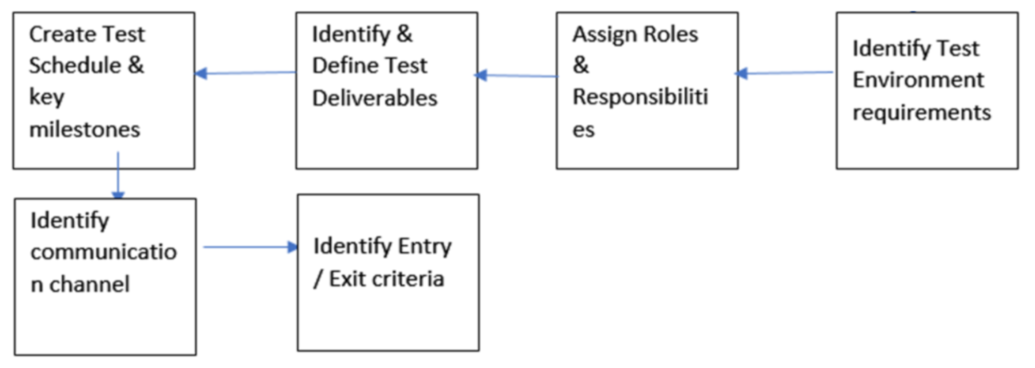 Create Test
Schedule &
key
milestones
Identify &
Define Test
Deliverables
Assign Roles
&
Responsibiliti
es
Identify Test
Environment
requirements
Identify
communicatio
n channel
Identify Entry
/ Exit criteria